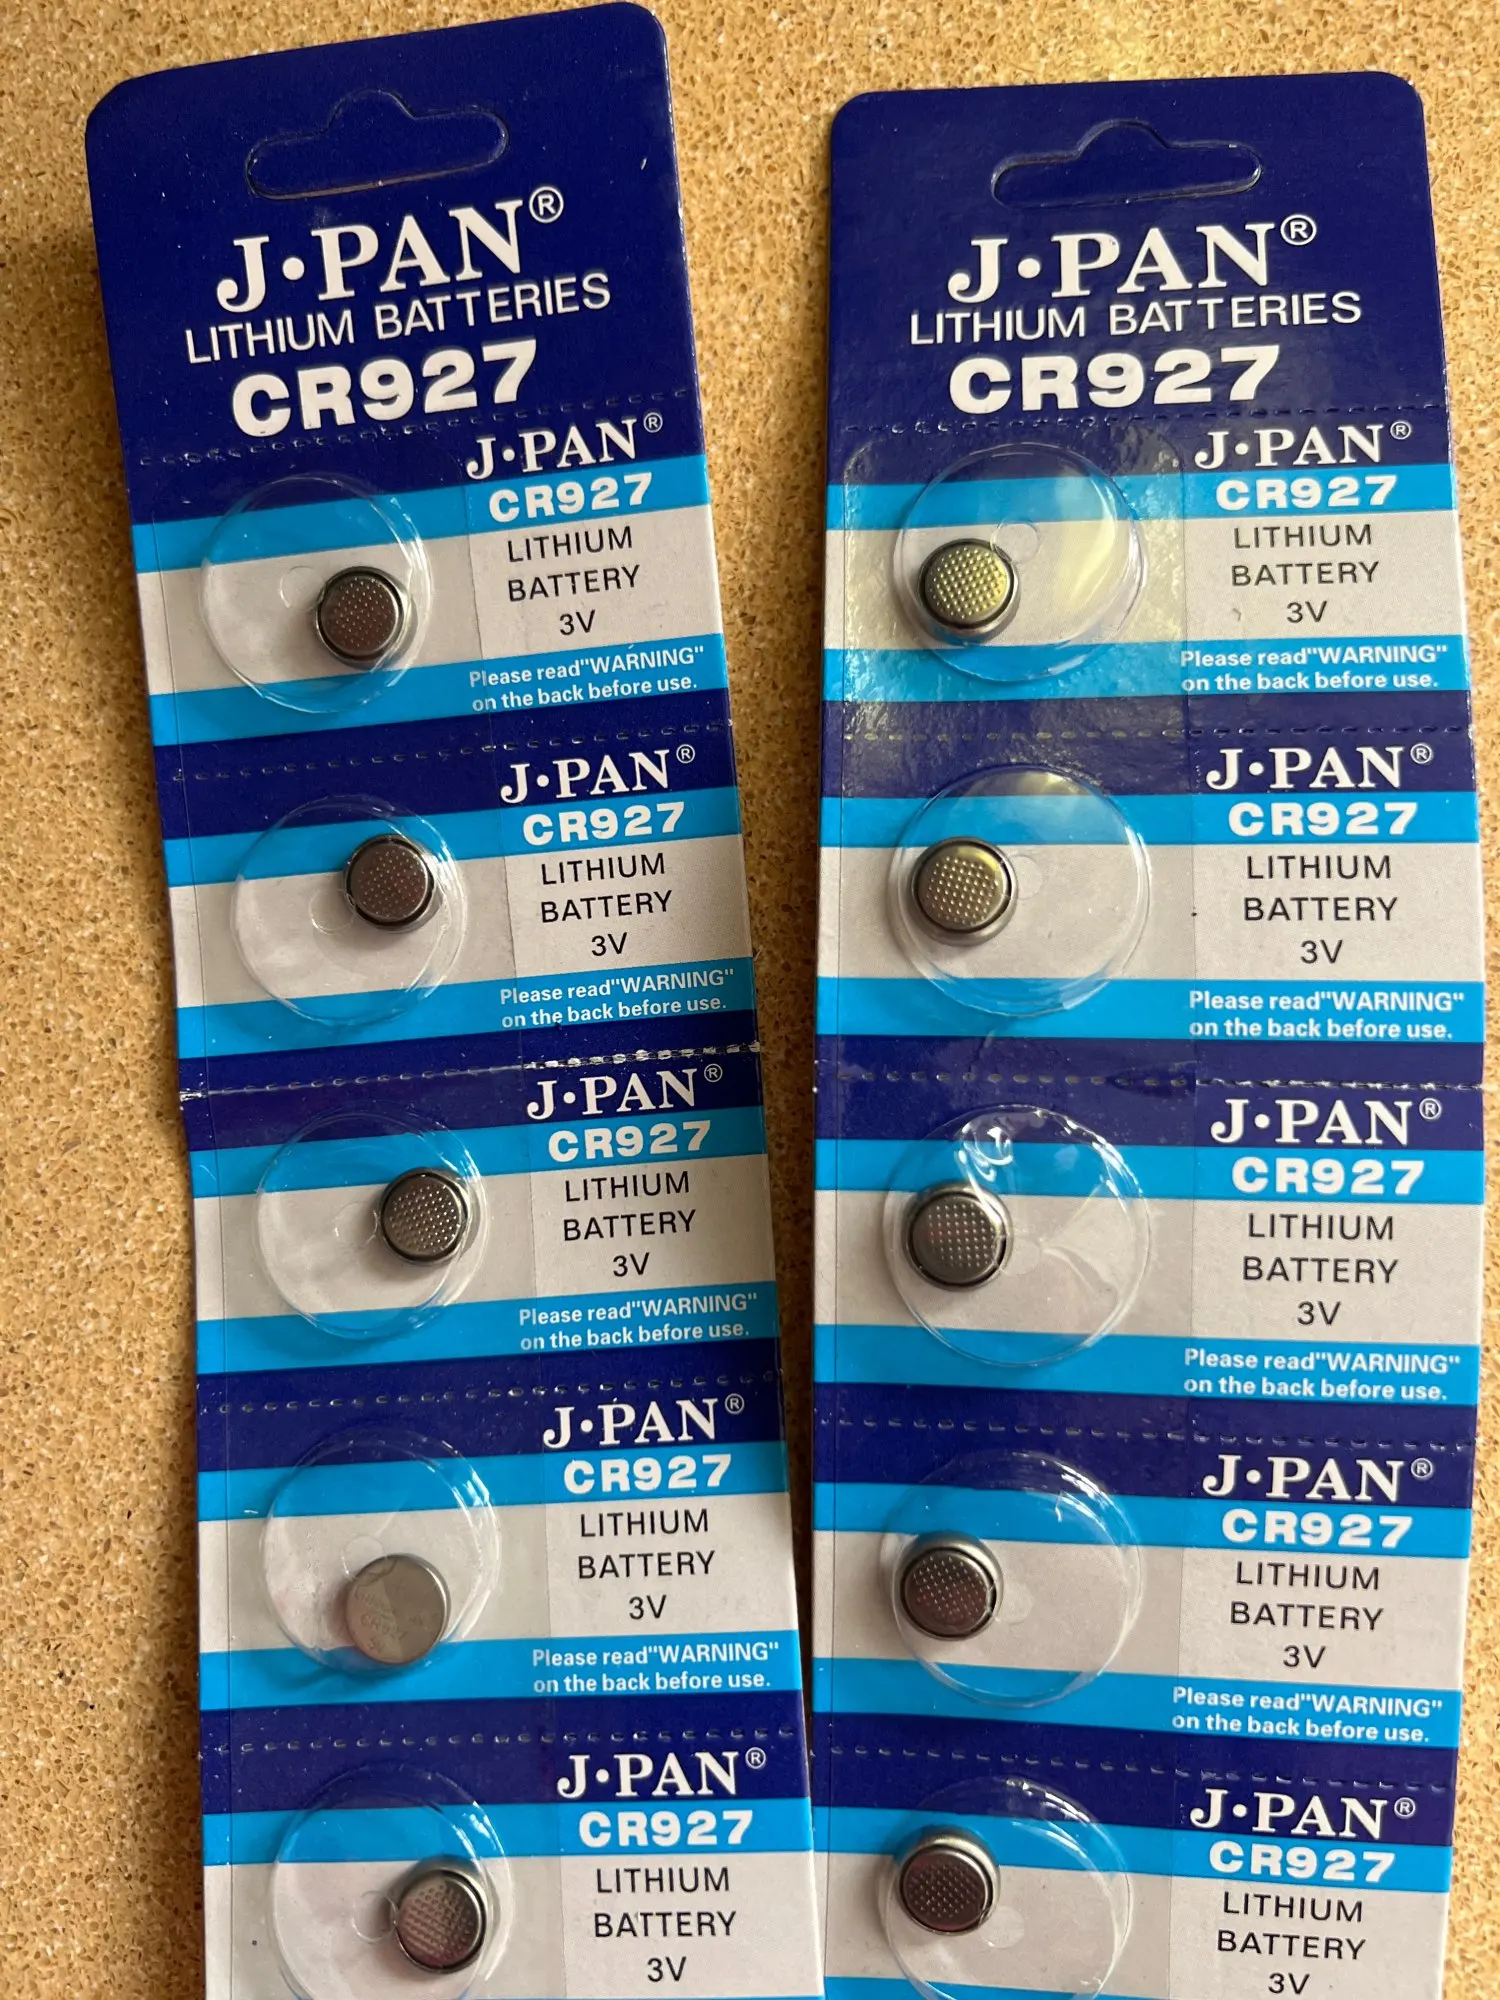 J·PAN®
LITHIUM BATTERIES
CR927
J·PAN®
CR927
LITHIUM
BATTERY
3V
Please read"WARNING"
on the back before use.
J·PAN®
CR927
LITHIUM
BATTERY
3V
Please read"WARNING"
on the back before use.
J·PAN®
CR927
LITHIUM
BATTERY
3V
Please read"WARNING"
on the back before use.
J·PAN®
CR927
LITHIUM
BATTERY
3V
Please read"WARNING"
on the back before use.
CR927
J·PAN®
CR927
LITHIUM
BATTERY
3V
J·PAN®
LITHIUM BATTERIES
CR927
J·PAN®
CR927
LITHIUM
BATTERY
3V
Please read"WARNING"
on the back before use.
J·PAN®
CR927
LITHIUM
BATTERY
3V
Please read"WARNING"
on the back before use.
J·PAN®
CR927
LITHIUM
BATTERY
3V
Please read"WARNING"
on the back before use.
J·PAN®
CR927
LITHIUM
BATTERY
3V
Please read"WARNING"
on the back before use.
J·PAN®
CR927
LITHIUM
BATTERY
3V